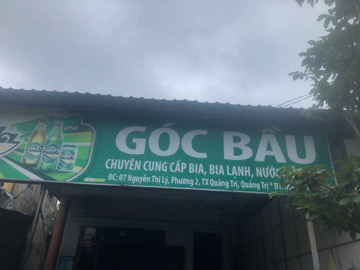 GÓC BẦU
CHUYÊN CUNG CẤP BIA, BIA LẠNH, NƯỚC
ĐC: 07 Nguyễn Thị Lý, Phường 2, TX Quảng Trị, Quảng Trị *